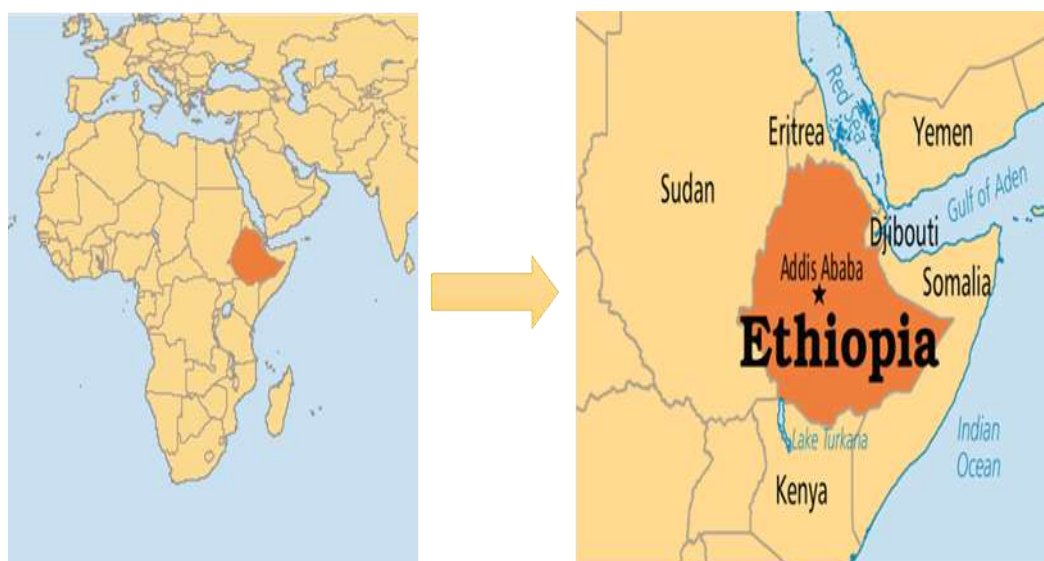 Red Sea
Eritrea
Yemen
Sudan
Gulf of Aden
Djibouti
Addis Ababa
Somalia
Ethiopia
Lake Turkana
Indian
Ocean
Kenya